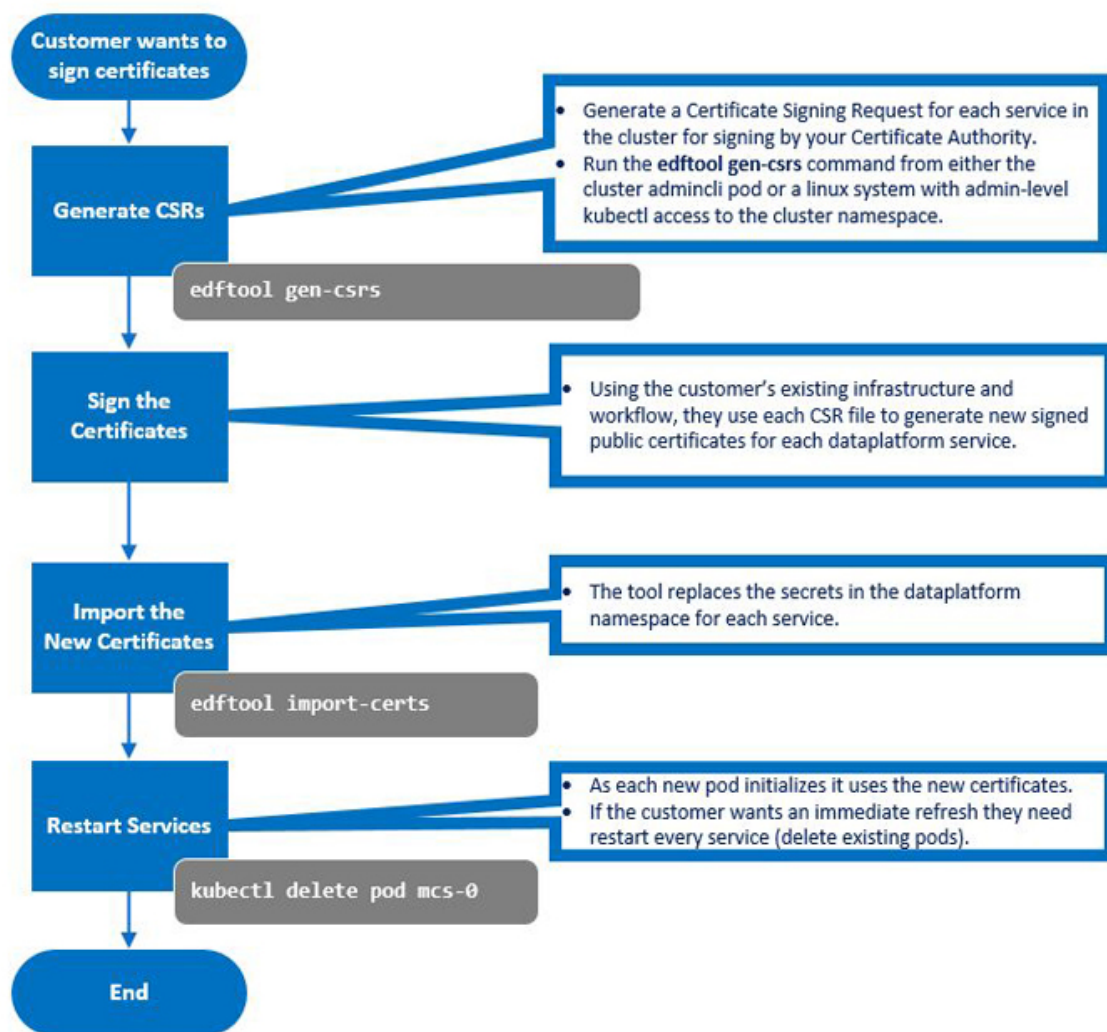 Customer wants to
sign certificates
Generate CSRs
• Generate a Certificate Signing Request for each service in
the cluster for signing by your Certificate Authority.
• Run the edftool gen-csrs command from either the
cluster admincli pod or a linux system with admin-level
kubectl access to the cluster namespace.
edftool gen-csrs
Sign the
Certificates
• Using the customer's existing infrastructure and
workflow, they use each CSR file to generate new signed
public certificates for each dataplatform service.
Import the
New Certificates
• The tool replaces the secrets in the dataplatform
namespace for each service.
edftool import-certs
Restart Services
• As each new pod initializes it uses the new certificates.
• If the customer wants an immediate refresh they need
restart every service (delete existing pods).
kubectl delete pod mcs-0
End